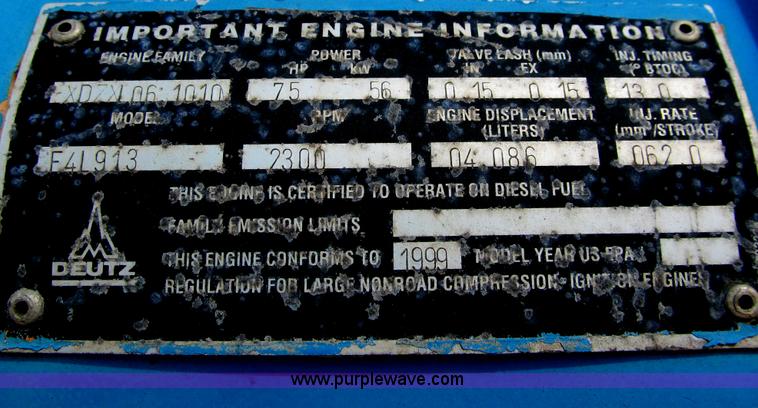 IMPORTANT ENGINE INFORMATION
ENGINE FAMILY POWER VALVE LASH (mm) INJ. TIMING
HP kW IN EX (° BTDC)
XDZXL06.1010 75 56 0.15 0.15 13.0
MODEL RPM ENGINE DISPLACEMENT INJ. RATE
(LITERS) (mm³/STROKE)
F4L913 2300 04.086 062.0
THIS ENGINE IS CERTIFIED TO OPERATE ON DIESEL FUEL
FAMILY EMISSION LIMITS
THIS ENGINE CONFORMS TO 1999 MODEL YEAR US EPA
REGULATION FOR LARGE NONROAD COMPRESSION-IGNITION ENGINES
DEUTZ
www.purplewave.com